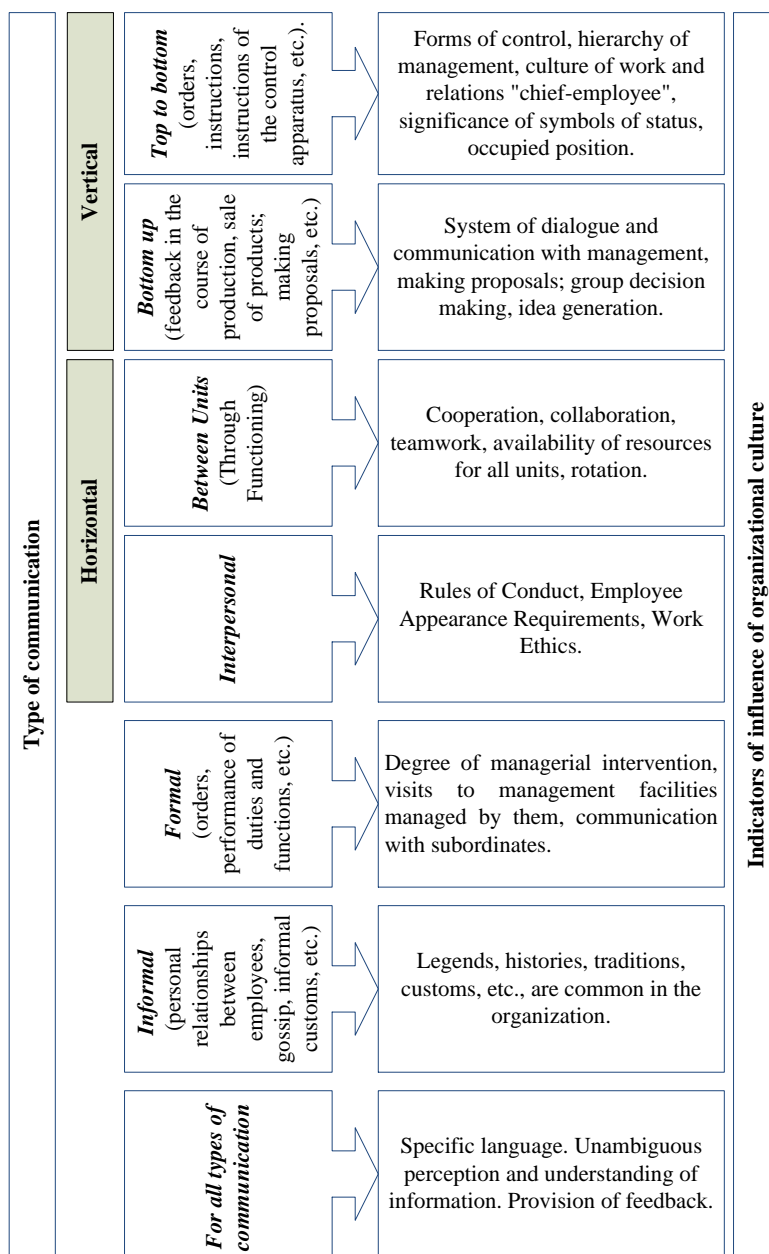 Type of communication
Vertical
Top to bottom
(orders,
instructions,
instructions of
the control
apparatus, etc.).
Forms of control, hierarchy of
management, culture of work and
relations "chief-employee",
significance of symbols of status,
occupied position.
Bottom up
(feedback in the
course of
production, sale
of products;
making
proposals, etc.)
System of dialogue and
communication with management,
making proposals; group decision
making, idea generation.
Horizontal
Between Units
(Through
Functioning)
Cooperation, collaboration,
teamwork, availability of resources
for all units, rotation.
Interpersonal
Rules of Conduct, Employee
Appearance Requirements, Work
Ethics.
Formal
(orders,
performance of
duties and
functions, etc.)
Degree of managerial intervention,
visits to management facilities
managed by them, communication
with subordinates.
Informal
(personal
relationships
between
employees,
gossip, informal
customs, etc.)
Legends, histories, traditions,
customs, etc., are common in the
organization.
For all types of
communication
Specific language. Unambiguous
perception and understanding of
information. Provision of feedback.
Indicators of influence of organizational culture